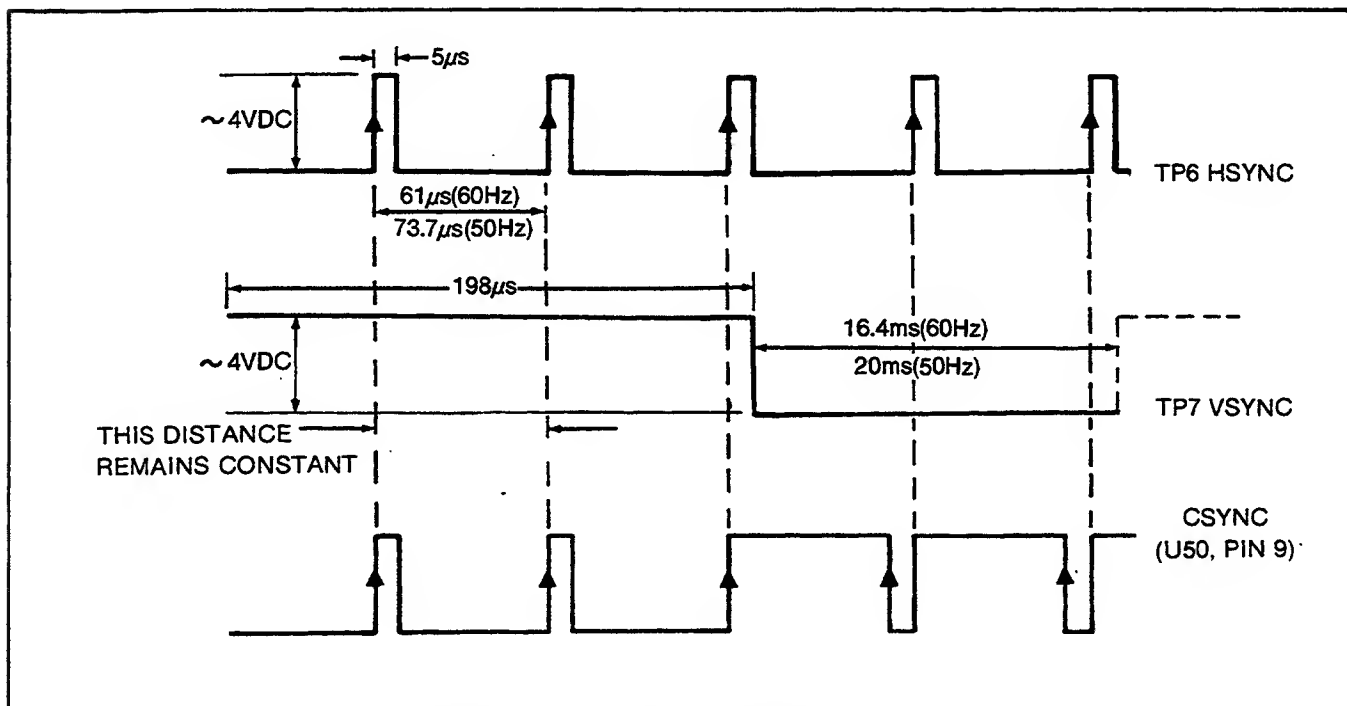 5μs
~4VDC
TP6 HSYNC
61μs(60Hz)
73.7μs(50Hz)
198μs
16.4ms(60Hz)
20ms(50Hz)
~4VDC
TP7 VSYNC
THIS DISTANCE
REMAINS CONSTANT
CSYNC
(U50, PIN 9)